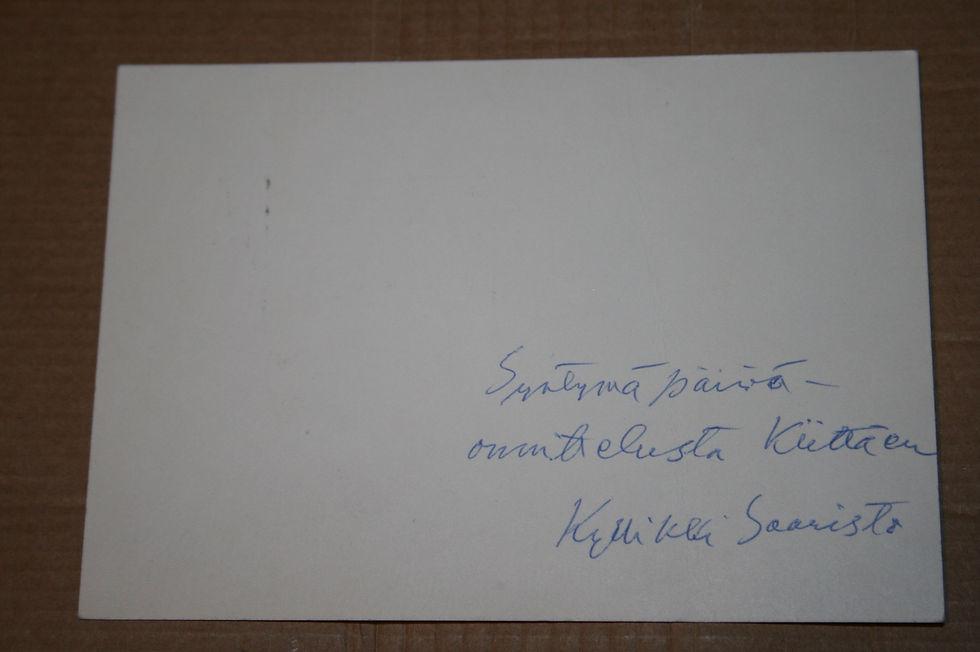 Syntymäpäivä-
onnittelusta Kiittäen
Kyllikki Saaristo